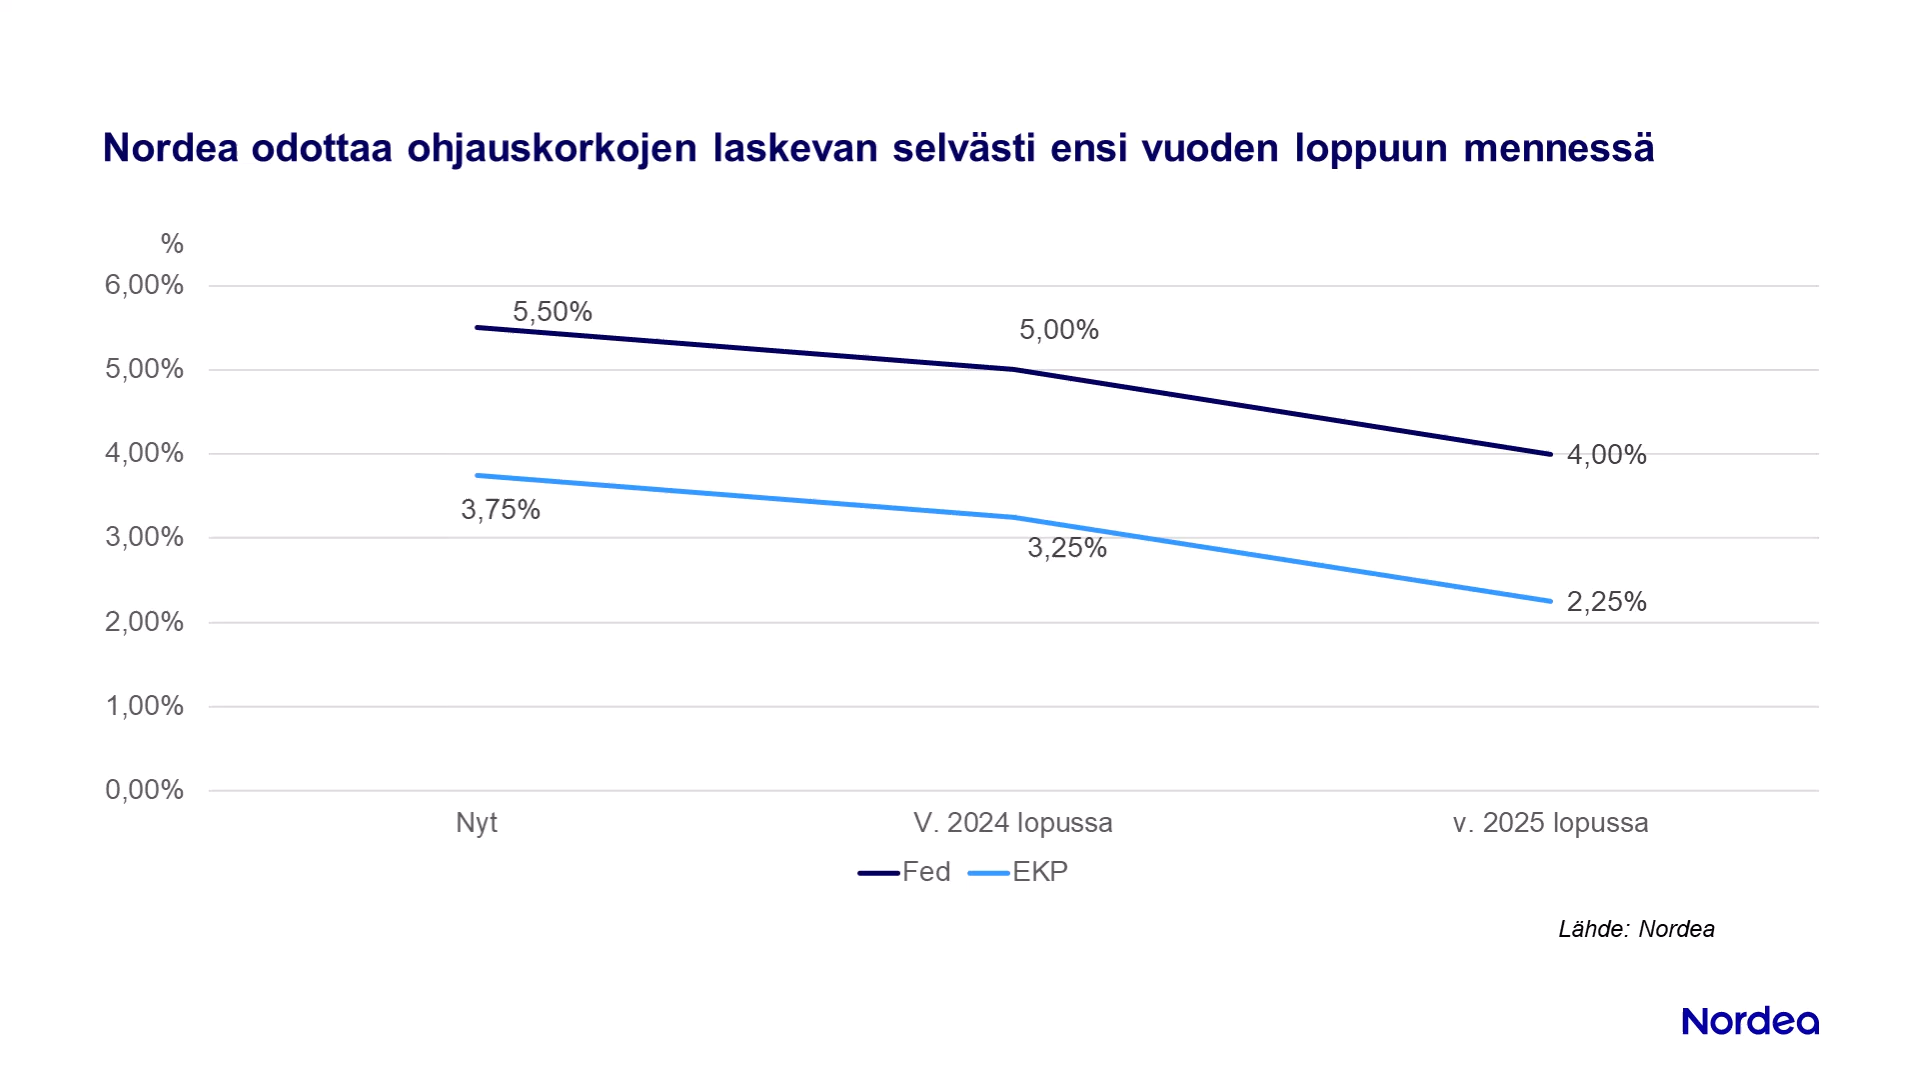 Nordea odottaa ohjauskorkojen laskevan selvästi ensi vuoden loppuun mennessä
%
6,00%
5,00%
4,00%
3,00%
2,00%
1,00%
0,00%
5,50%
5,00%
4,00%
3,75%
3,25%
2,25%
Nyt
V. 2024 lopussa
v. 2025 lopussa
Fed
EKP
Lähde: Nordea
Nordea